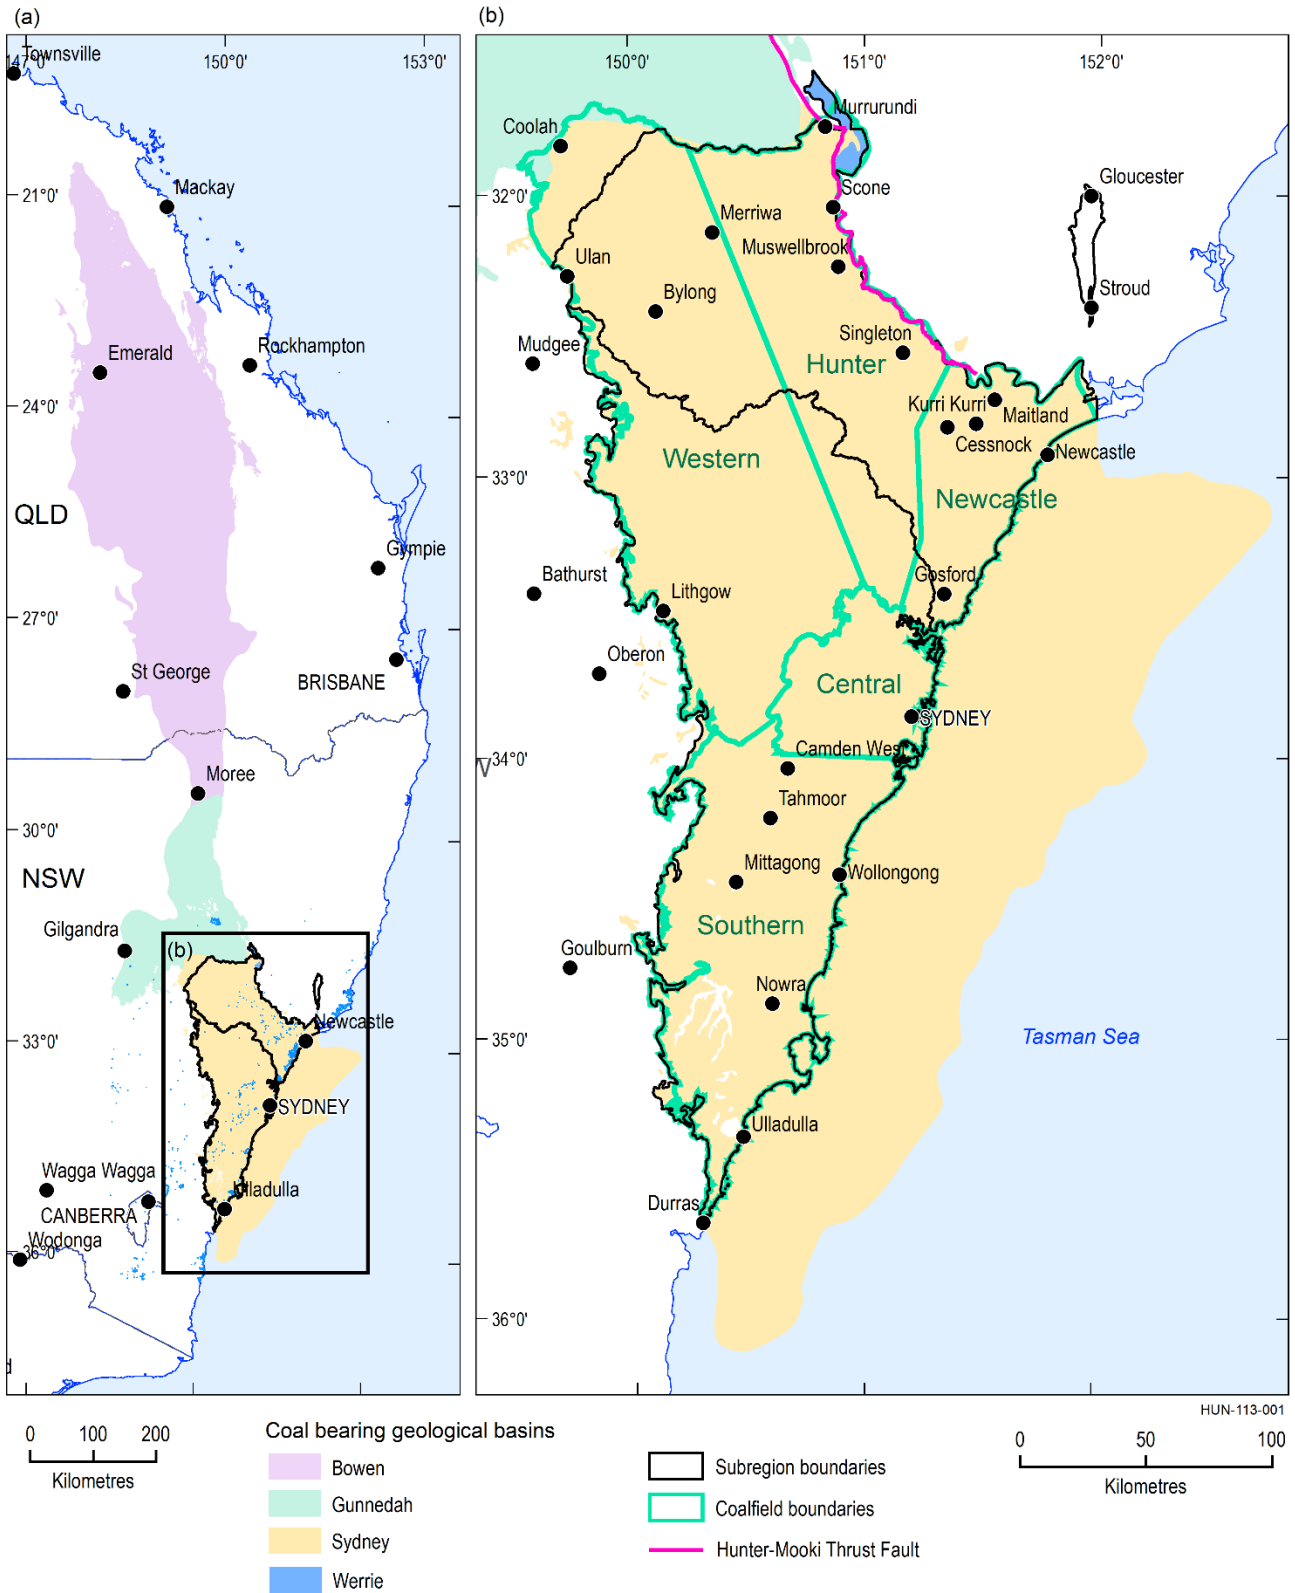 (a)
(b)
147°0'
150°0'
153°0'
Townsville
Mackay
21°0'
Emerald
Rockhampton
24°0'
QLD
Gympie
27°0'
St George
BRISBANE
Moree
30°0'
NSW
Gilgandra
(b)
33°0'
Newcastle
SYDNEY
Wagga Wagga
CANBERRA
Ulladulla
Wodonga
36°0'
d
150°0'
151°0'
152°0'
Coolah
Murrurundi
Gloucester
32°0'
Scone
Merriwa
Muswellbrook
Ulan
Bylong
Stroud
Singleton
Mudgee
Hunter
Kurri Kurri
Maitland
Cessnock
Newcastle
Western
33°0'
Newcastle
Bathurst
Gosford
Lithgow
Oberon
Central
SYDNEY
Camden West
34°0'
V
Tahmoor
Mittagong
Wollongong
Southern
Goulburn
Nowra
35°0'
Tasman Sea
Ulladulla
Durras
36°0'
HUN-113-001
0 100 200
Kilometres
Coal bearing geological basins
Bowen
Gunnedah
Sydney
Werrie
Subregion boundaries
Coalfield boundaries
Hunter-Mooki Thrust Fault
0 50 100
Kilometres